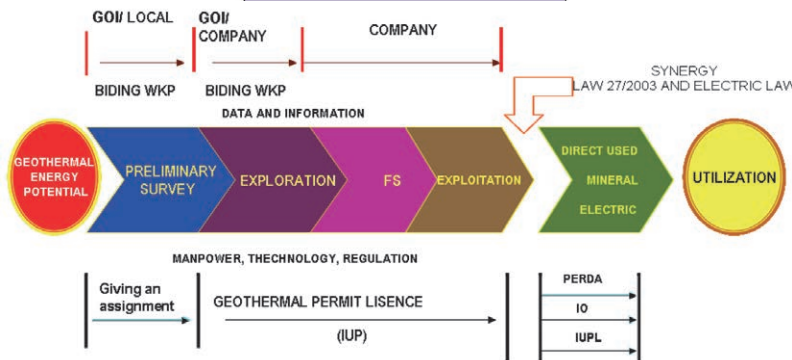 GOI/ LOCAL
GOI/
COMPANY
COMPANY
BIDING WKP
BIDING WKP
SYNERGY
LAW 27/2003 AND ELECTRIC LAW
DATA AND INFORMATION
GEOTHERMAL
ENERGY
POTENTIAL
PRELIMINARY
SURVEY
EXPLORATION
FS
EXPLOITATION
DIRECT USED
MINERAL
ELECTRIC
UTILIZATION
MANPOWER, THECHNOLOGY, REGULATION
Giving an
assignment
GEOTHERMAL PERMIT LISENCE
(IUP)
PERDA
IO
IUPL